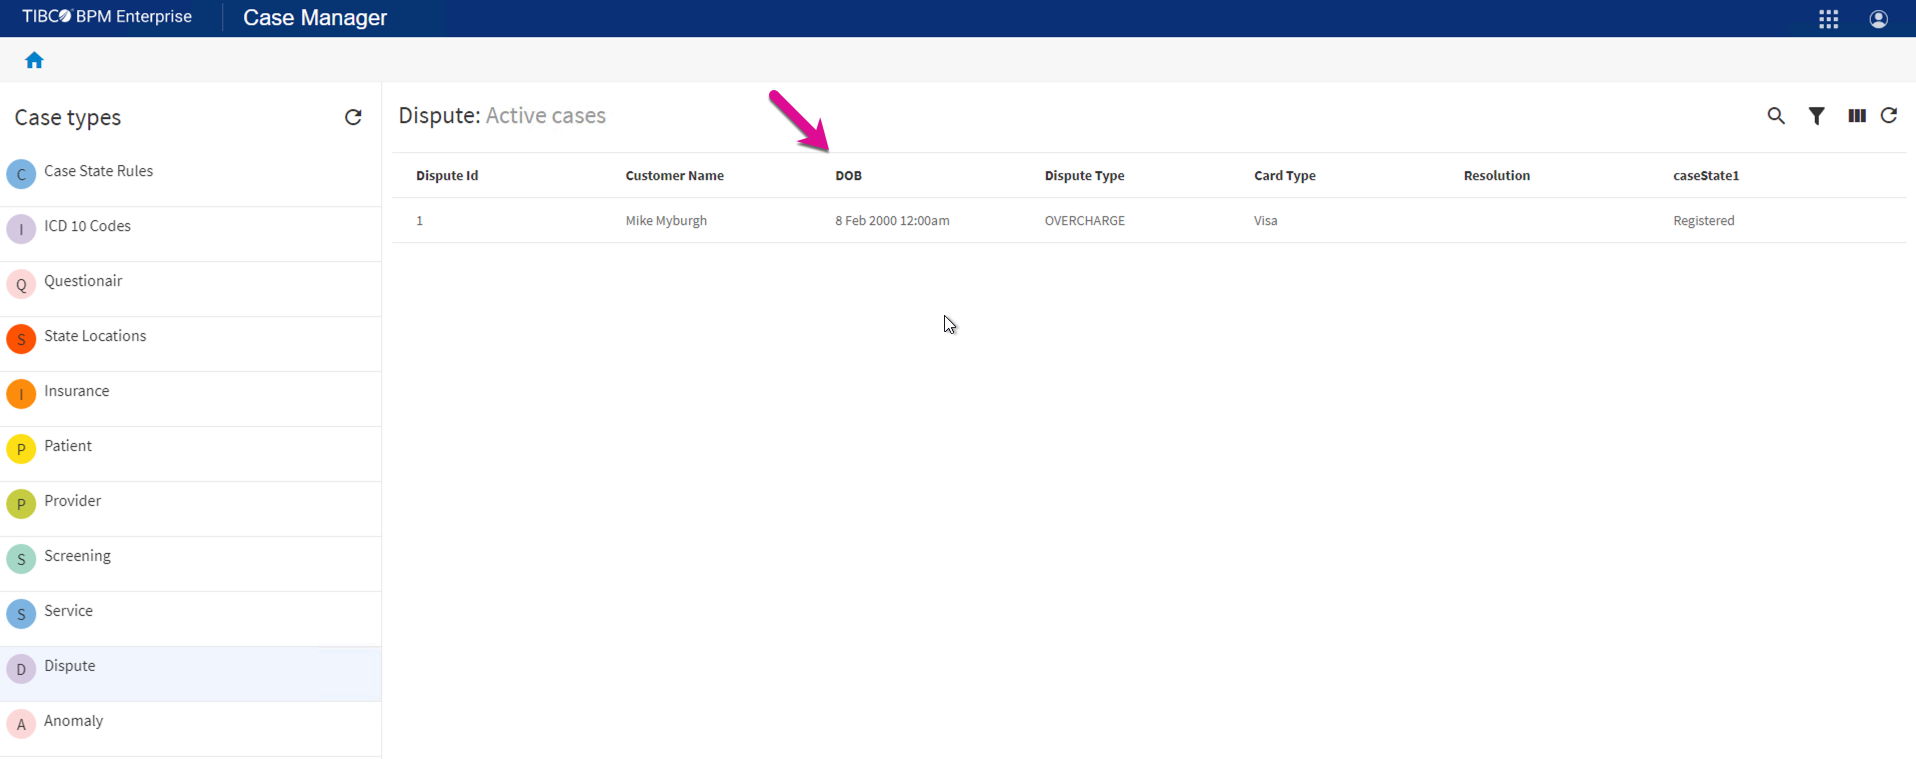 TIBCO BPM Enterprise
Case Manager
Case types
C Case State Rules
I ICD 10 Codes
Q Questionair
S State Locations
I Insurance
P Patient
P Provider
S Screening
S Service
D Dispute
A Anomaly
Dispute: Active cases
Dispute Id Customer Name DOB Dispute Type Card Type Resolution caseState1
1 Mike Myburgh 8 Feb 2000 12:00am OVERCHARGE Visa Registered